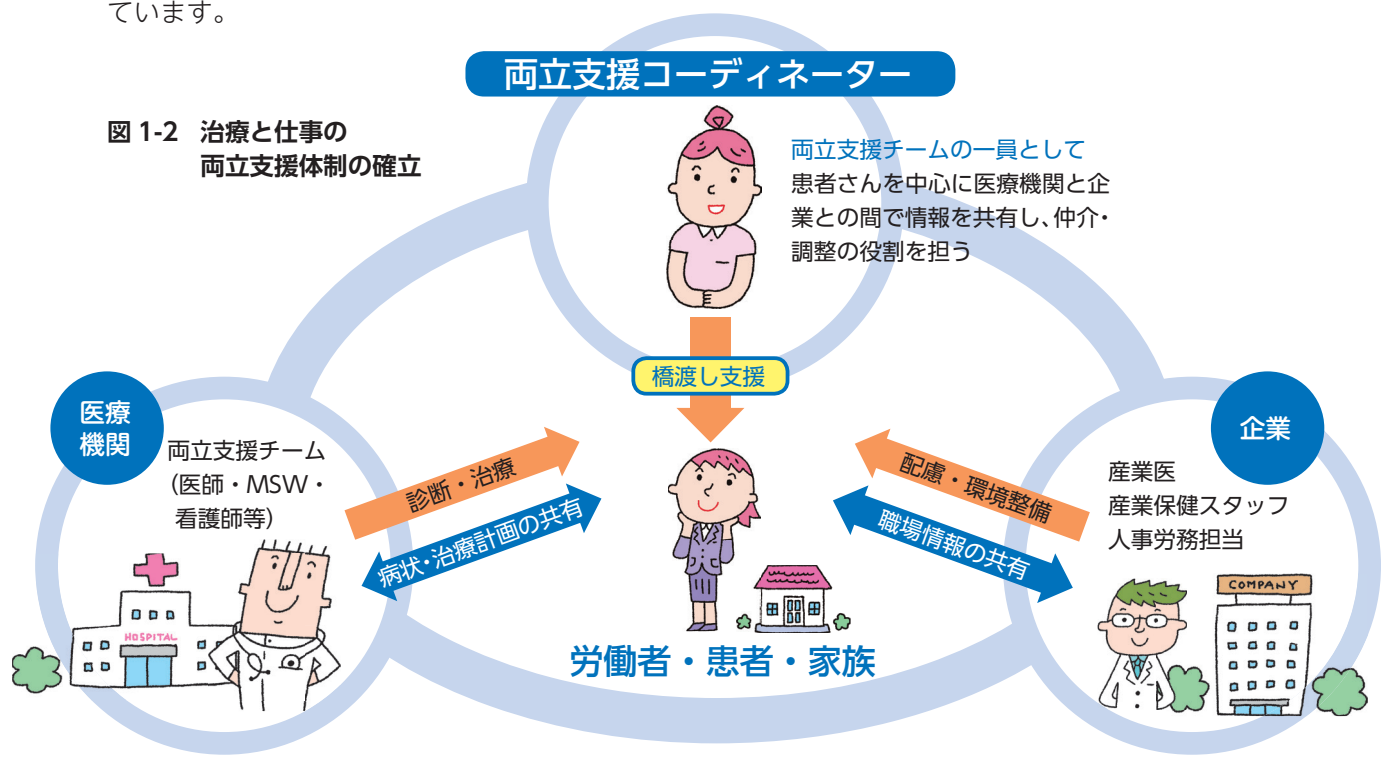 ています。
両立支援コーディネーター
図 1-2 治療と仕事の
両立支援体制の確立
両立支援チームの一員として
患者さんを中心に医療機関と企
業との間で情報を共有し、仲介・
調整の役割を担う
橋渡し支援
医療
機関
両立支援チーム
（医師・MSW・
看護師等）
診断・治療
病状・治療計画の共有
HOSPITAL
配慮・環境整備
職場情報の共有
企業
産業医
産業保健スタッフ
人事労務担当
COMPANY
労働者・患者・家族